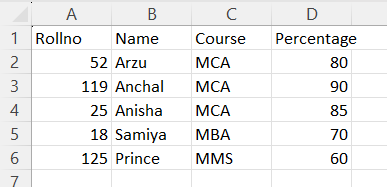 A B C D
1 Rollno Name Course Percentage
2 52 Arzu MCA 80
3 119 Anchal MCA 90
4 25 Anisha MCA 85
5 18 Samiya MBA 70
6 125 Prince MMS 60
7